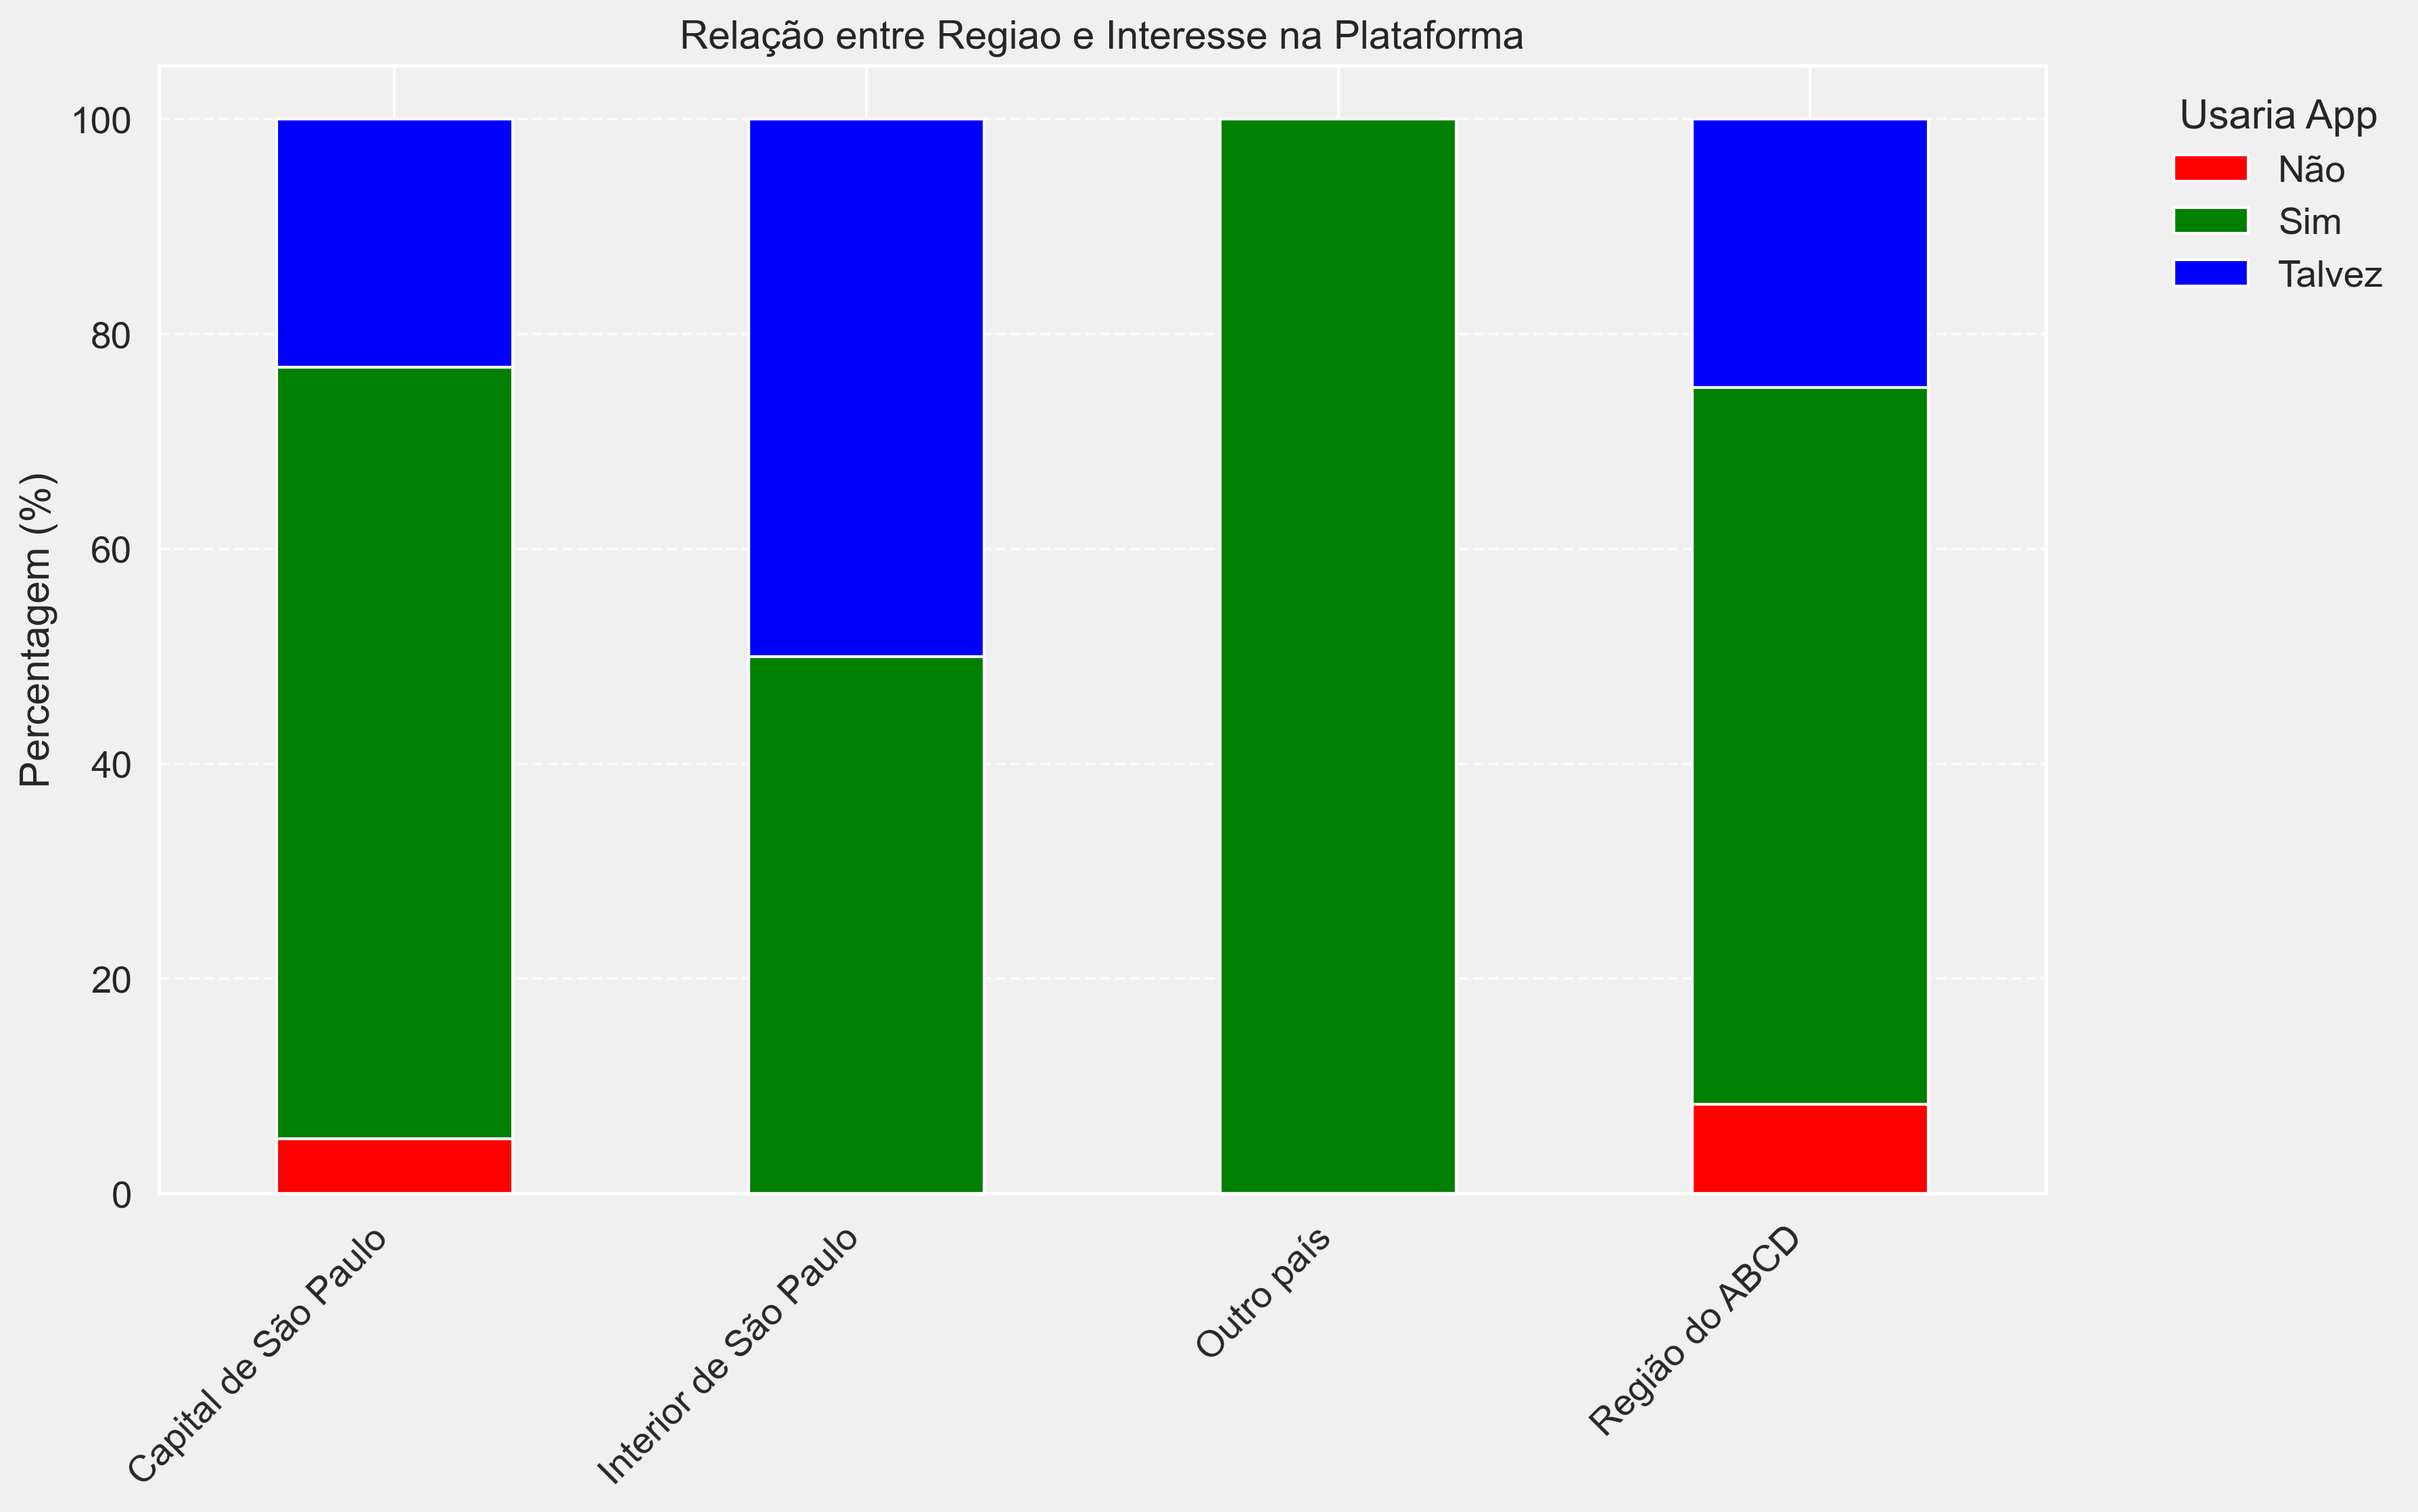 Relação entre Regiao e Interesse na Plataforma
Usaria App
Não
Sim
Talvez
Percentagem (%)
100
80
60
40
20
0
Capital de São Paulo
Interior de São Paulo
Outro país
Região do ABCD